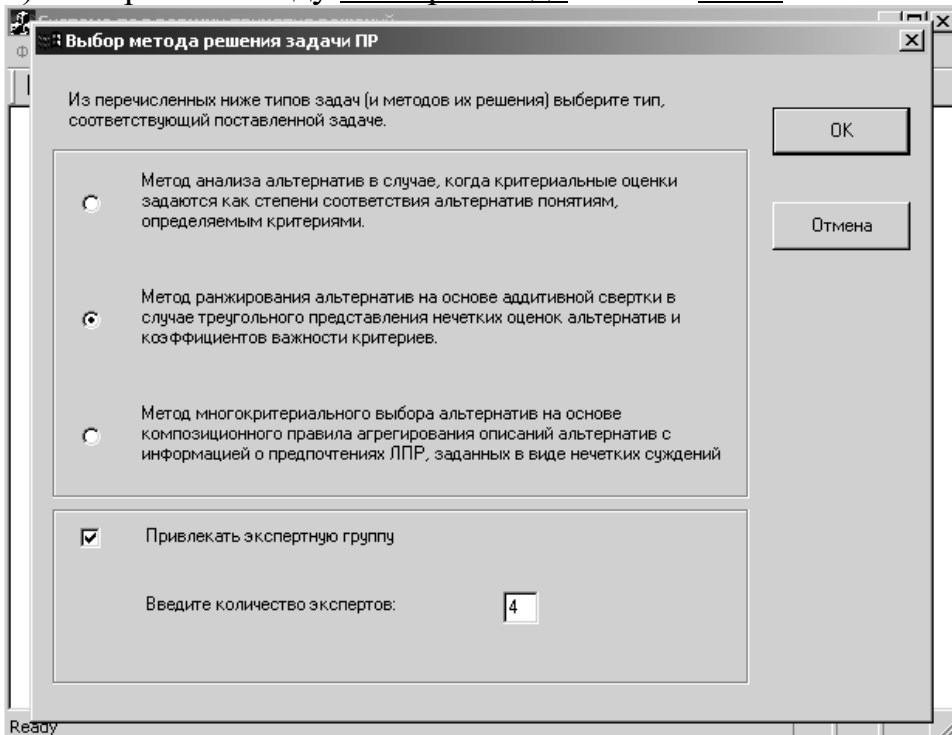 Выбор метода решения задачи ПР
Из перечисленных ниже типов задач (и методов их решения) выберите тип,
соответствующий поставленной задаче.
OK
Метод анализа альтернатив в случае, когда критериальные оценки
задаются как степени соответствия альтернатив понятиям,
определяемым критериями.
Отмена
Метод ранжирования альтернатив на основе аддитивной свертки в
случае треугольного представления нечетких оценок альтернатив и
коэффициентов важности критериев.
Метод многокритериального выбора альтернатив на основе
композиционного правила агрегирования описаний альтернатив с
информацией о предпочтениях ЛПР, заданных в виде нечетких суждений
Привлекать экспертную группу
Введите количество экспертов:
4
Ready